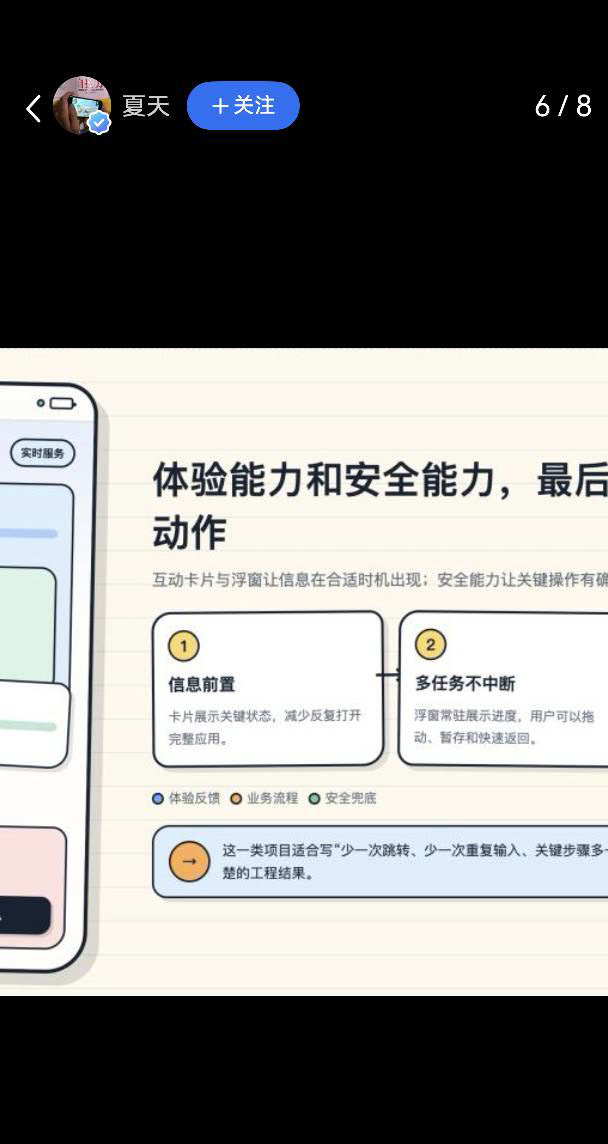 夏天
+关注
6 / 8
实时服务
体验能力和安全能力，最后
动作
互动卡片与浮窗让信息在合适时机出现；安全能力让关键操作有确
1
信息前置
卡片展示关键状态，减少反复打开
完整应用。
2
多任务不中断
浮窗常驻展示进度，用户可以拖
动、暂存和快速返回。
体验反馈 业务流程 安全兜底
→ 这一类项目适合写“少一次跳转、少一次重复输入、关键步骤多
楚的工程结果。